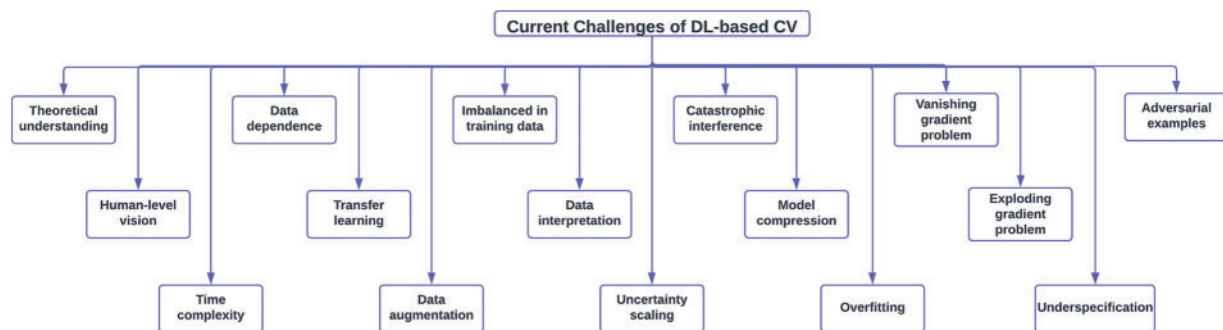 Current Challenges of DL-based CV
Theoretical
understanding
Data
dependence
Imbalanced in
training data
Catastrophic
interference
Vanishing
gradient
problem
Adversarial
examples
Human-level
vision
Transfer
learning
Data
interpretation
Model
compression
Exploding
gradient
problem
Time
complexity
Data
augmentation
Uncertainty
scaling
Overfitting
Underspecification